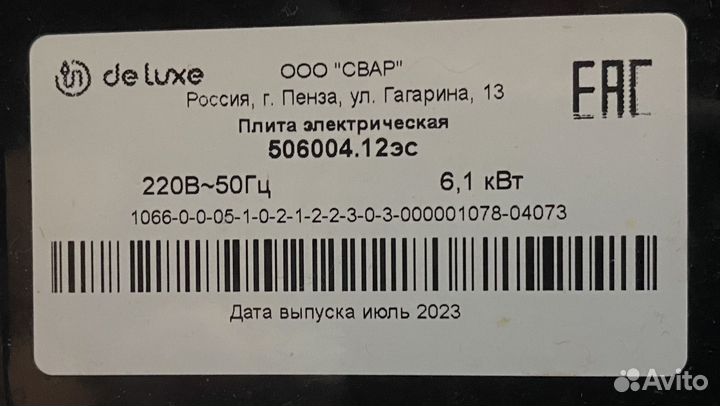 de luxe
ООО "СВАР"
Россия, г. Пенза, ул. Гагарина, 13
ЕАС
Плита электрическая
506004.12эс
220В~50Гц 6,1 кВт
1066-0-0-05-1-0-2-1-2-2-3-0-3-000001078-04073
Дата выпуска июль 2023
Avito